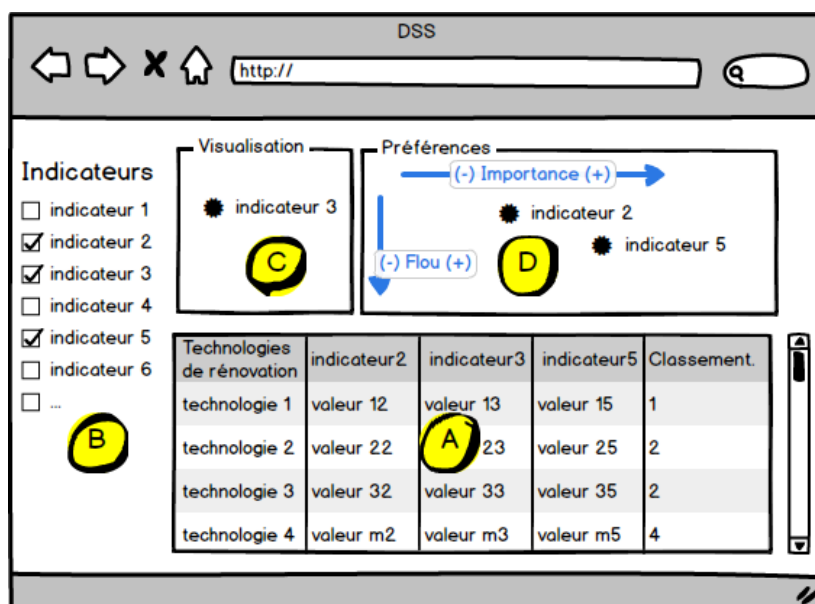 DSS
http://
Indicateurs
indicateur 1
indicateur 2
indicateur 3
indicateur 4
indicateur 5
indicateur 6
...
B
Visualisation
indicateur 3
C
Préférences
(-) Importance (+)
indicateur 2
indicateur 5
(-) Flou (+)
D
Technologies
de rénovation indicateur2 indicateur3 indicateur5 Classement.
technologie 1 valeur 12 valeur 13 valeur 15 1
technologie 2 valeur 22 A 23 valeur 25 2
technologie 3 valeur 32 valeur 33 valeur 35 2
technologie 4 valeur m2 valeur m3 valeur m5 4